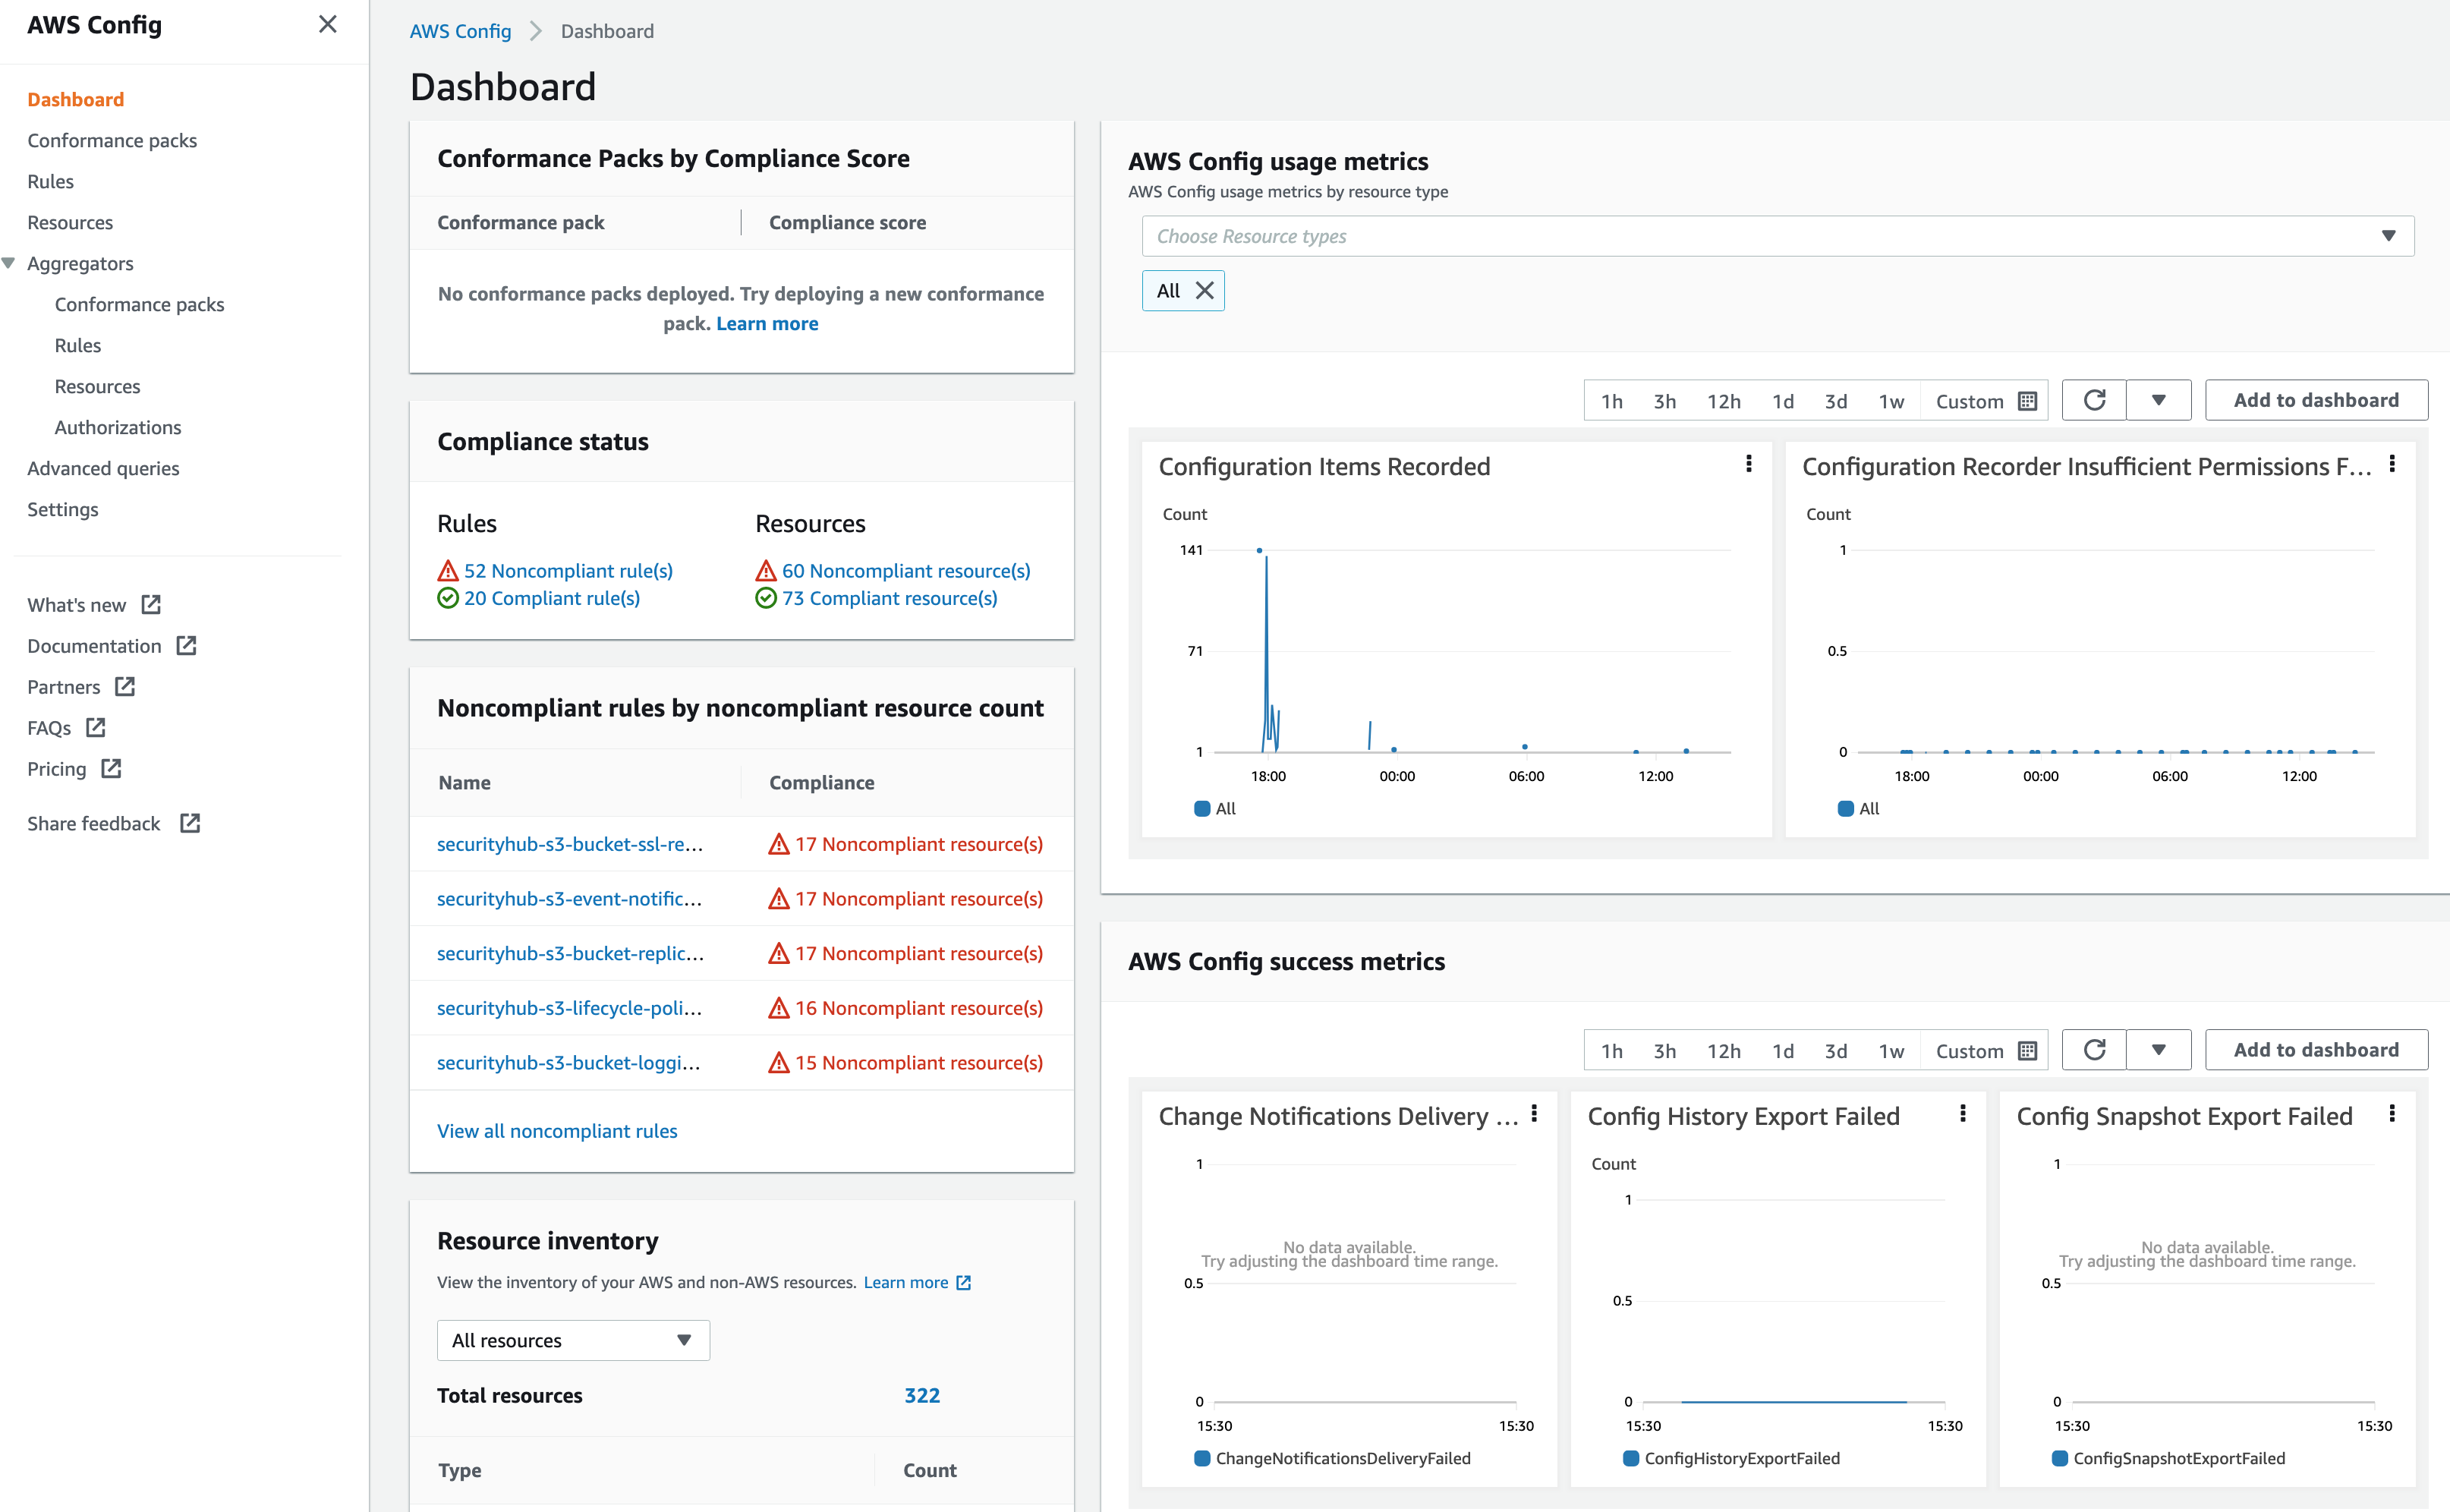 AWS Config
Dashboard
Conformance packs
Rules
Resources
Aggregators
Conformance packs
Rules
Resources
Authorizations
Advanced queries
Settings
What's new
Documentation
Partners
FAQs
Pricing
Share feedback
AWS Config
Dashboard
Dashboard
Conformance Packs by Compliance Score
Conformance pack
Compliance score
No conformance packs deployed. Try deploying a new conformance
pack. Learn more
Compliance status
Rules
52 Noncompliant rule(s)
20 Compliant rule(s)
Resources
60 Noncompliant resource(s)
73 Compliant resource(s)
Noncompliant rules by noncompliant resource count
Name Compliance
securityhub-s3-bucket-ssl-re... 17 Noncompliant resource(s)
securityhub-s3-event-notific... 17 Noncompliant resource(s)
securityhub-s3-bucket-replic... 17 Noncompliant resource(s)
securityhub-s3-lifecycle-poli... 16 Noncompliant resource(s)
securityhub-s3-bucket-loggi... 15 Noncompliant resource(s)
View all noncompliant rules
Resource inventory
View the inventory of your AWS and non-AWS resources. Learn more
All resources
Total resources 322
Type Count
AWS Config usage metrics
AWS Config usage metrics by resource type
Choose Resource types
All
1h 3h 12h 1d 3d 1w Custom
Add to dashboard
Configuration Items Recorded
Count
141
71
1
18:00 00:00 06:00 12:00
All
Configuration Recorder Insufficient Permissions F...
Count
1
0.5
0
18:00 00:00 06:00 12:00
All
AWS Config success metrics
1h 3h 12h 1d 3d 1w Custom
Add to dashboard
Change Notifications Delivery ...
1
No data available.
Try adjusting the dashboard time range.
0.5
0
15:30 15:30
ChangeNotificationsDeliveryFailed
Config History Export Failed
Count
1
0.5
0
15:30 15:30
ConfigHistoryExportFailed
Config Snapshot Export Failed
1
No data available.
Try adjusting the dashboard time range.
0.5
0
15:30 15:30
ConfigSnapshotExportFailed